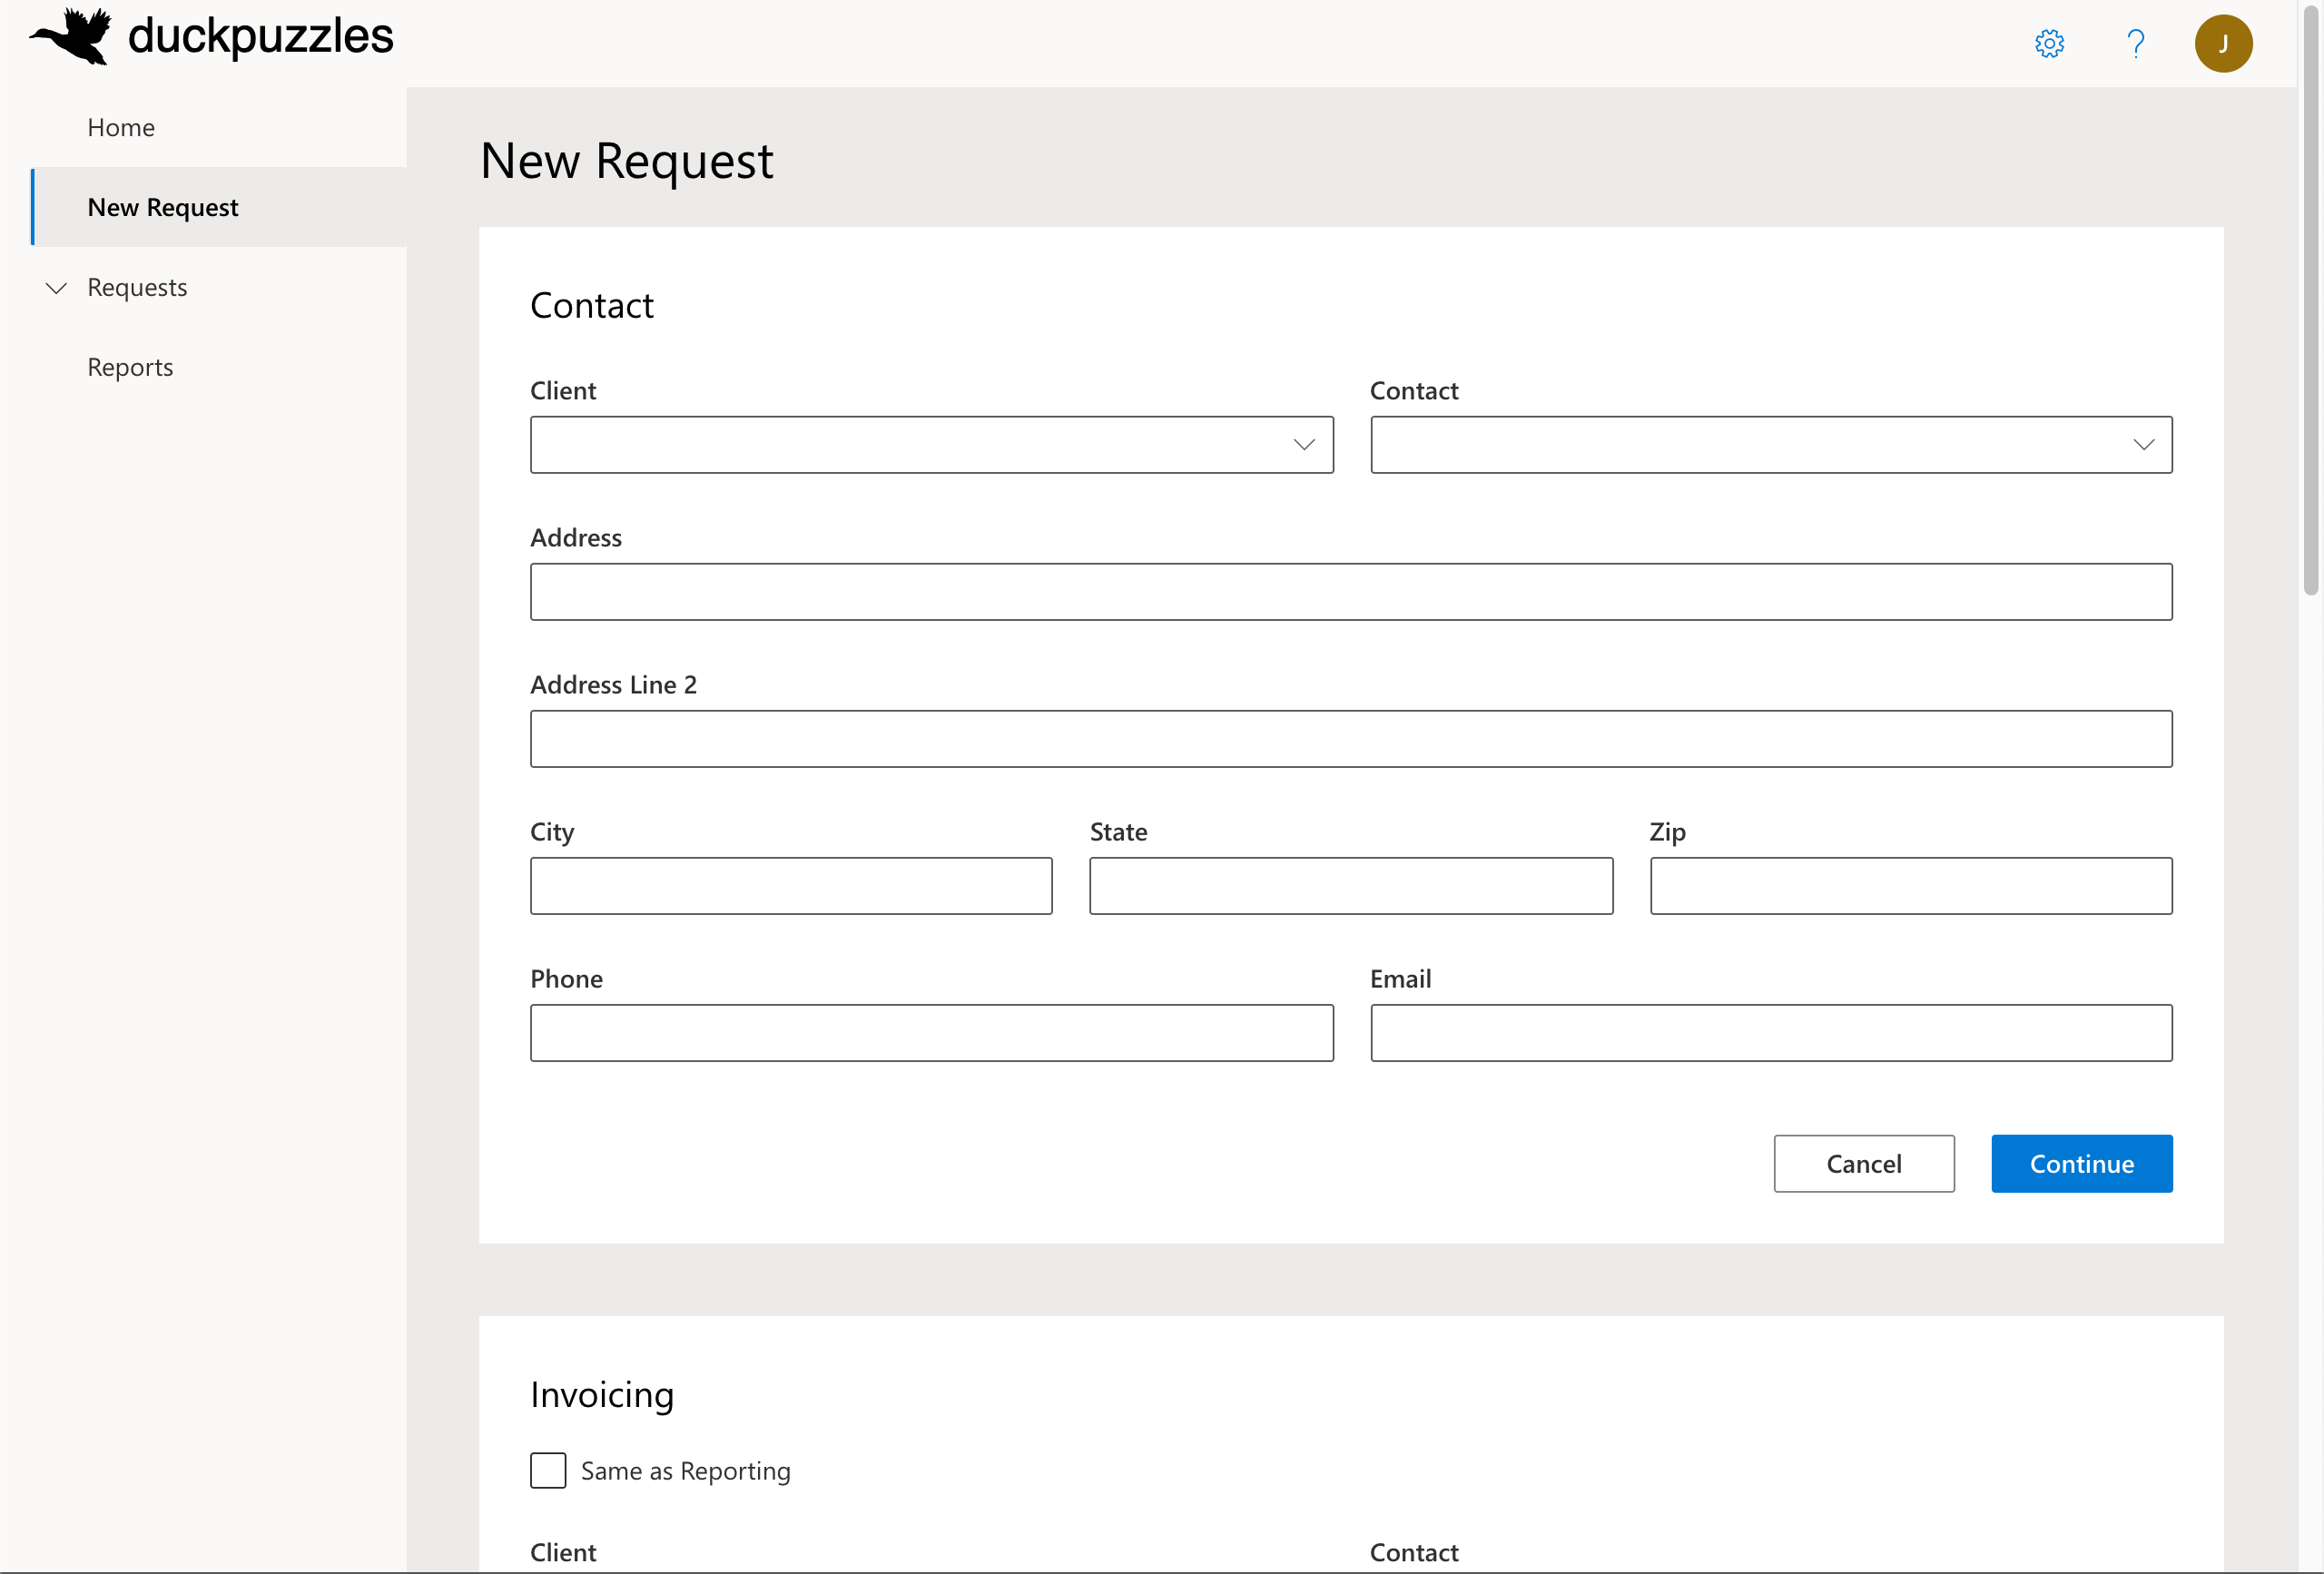 duckpuzzles
J
Home
New Request
Requests
Reports
New Request
Contact
Client Contact
Address
Address Line 2
City State Zip
Phone Email
Cancel Continue
Invoicing
Same as Reporting
Client Contact